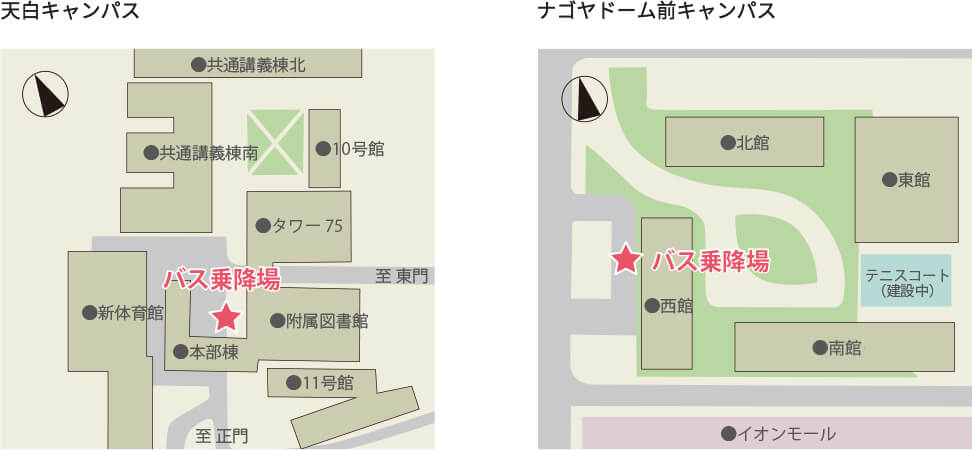 天白キャンパス
●共通講義棟北
●共通講義棟南
●10号館
●タワー75
バス乗降場
至 東門
●新体育館
●附属図書館
●本部棟
●11号館
至 正門
ナゴヤドーム前キャンパス
●北館
●東館
バス乗降場
テニスコート
（建設中）
●西館
●南館
●イオンモール